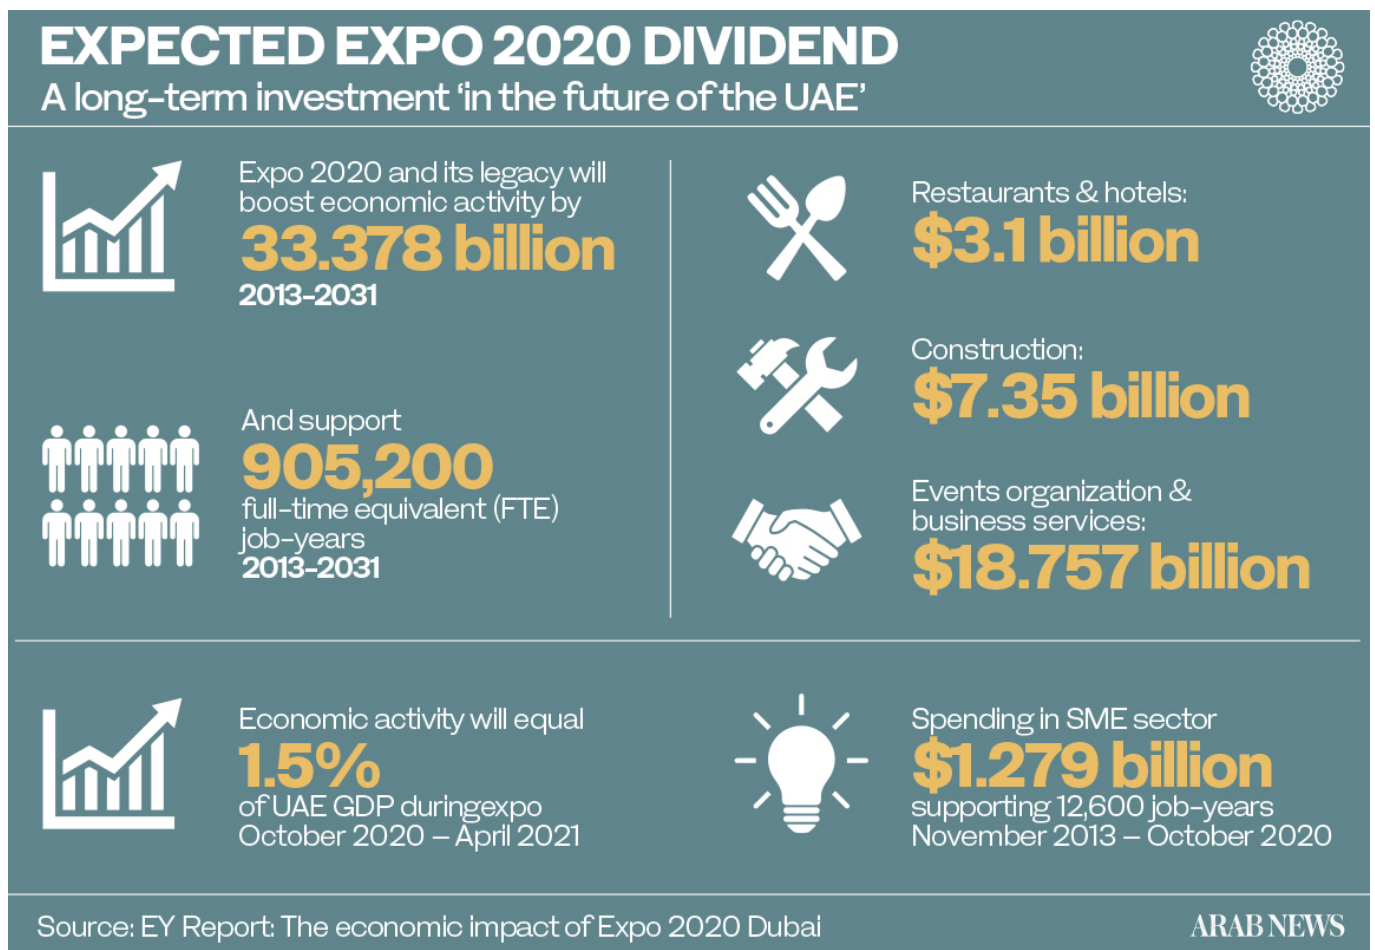 EXPECTED EXPO 2020 DIVIDEND
A long-term investment ‘in the future of the UAE’
Expo 2020 and its legacy will
boost economic activity by
33.378 billion
2013-2031
And support
905,200
full-time equivalent (FTE)
job-years
2013-2031
Restaurants & hotels:
$3.1 billion
Construction:
$7.35 billion
Events organization &
business services:
$18.757 billion
Economic activity will equal
1.5%
of UAE GDP duringexpo
October 2020 – April 2021
Spending in SME sector
$1.279 billion
supporting 12,600 job-years
November 2013 – October 2020
Source: EY Report: The economic impact of Expo 2020 Dubai
ARAB NEWS